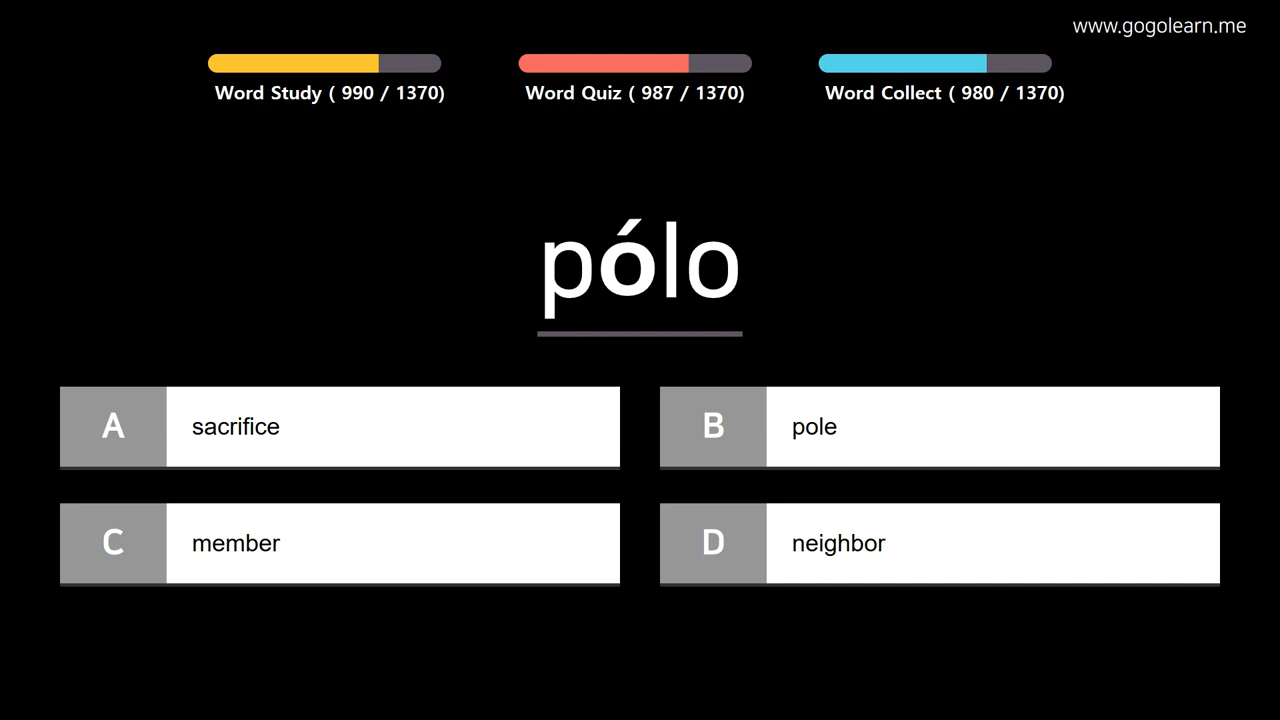 www.gogolearn.me
Word Study ( 990 / 1370)
Word Quiz ( 987 / 1370)
Word Collect ( 980 / 1370)
pólo
A
sacrifice
B
pole
C
member
D
neighbor